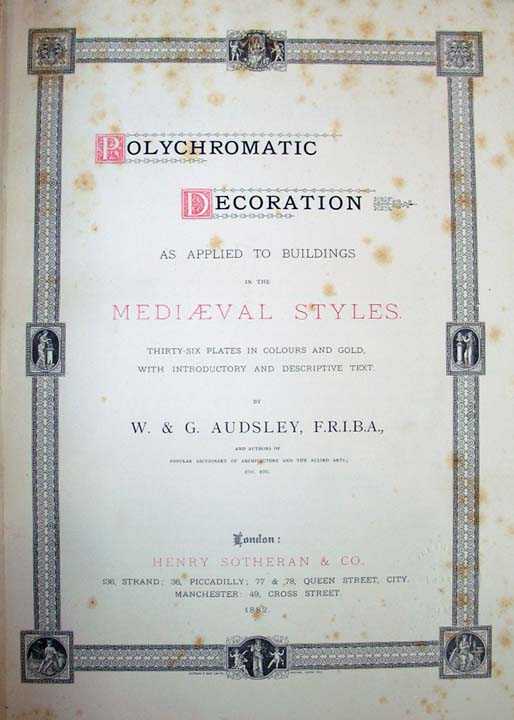 POLYCHROMATIC
DECORATION
AS APPLIED TO BUILDINGS
IN THE
MEDIÆVAL STYLES.
THIRTY-SIX PLATES IN COLOURS AND GOLD,
WITH INTRODUCTORY AND DESCRIPTIVE TEXT.
BY
W. & G. AUDSLEY, F.R.I.B.A.,
AND AUTHORS OF
POPULAR DICTIONARY OF ARCHITECTURE AND THE ALLIED ARTS;
ETC. ETC.
London:
HENRY SOTHERAN & CO.,
136, STRAND; 36, PICCADILLY; 77 & 78, QUEEN STREET, CITY.
MANCHESTER: 49, CROSS STREET.
1882.